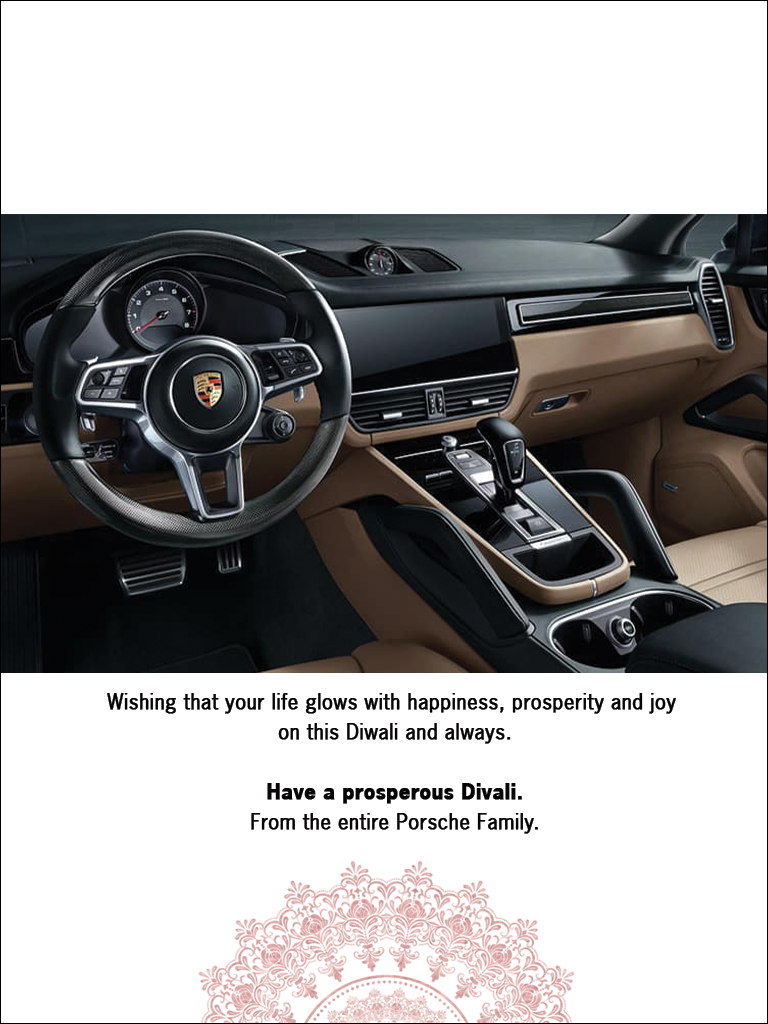 Wishing that your life glows with happiness, prosperity and joy
on this Diwali and always.
Have a prosperous Divali.
From the entire Porsche Family.